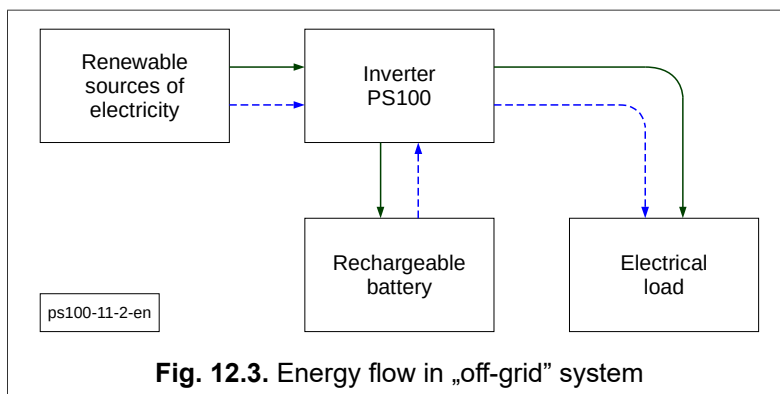 Renewable
sources of
electricity
Inverter
PS100
Rechargeable
battery
Electrical
load
ps100-11-2-en
Fig. 12.3. Energy flow in „off-grid” system